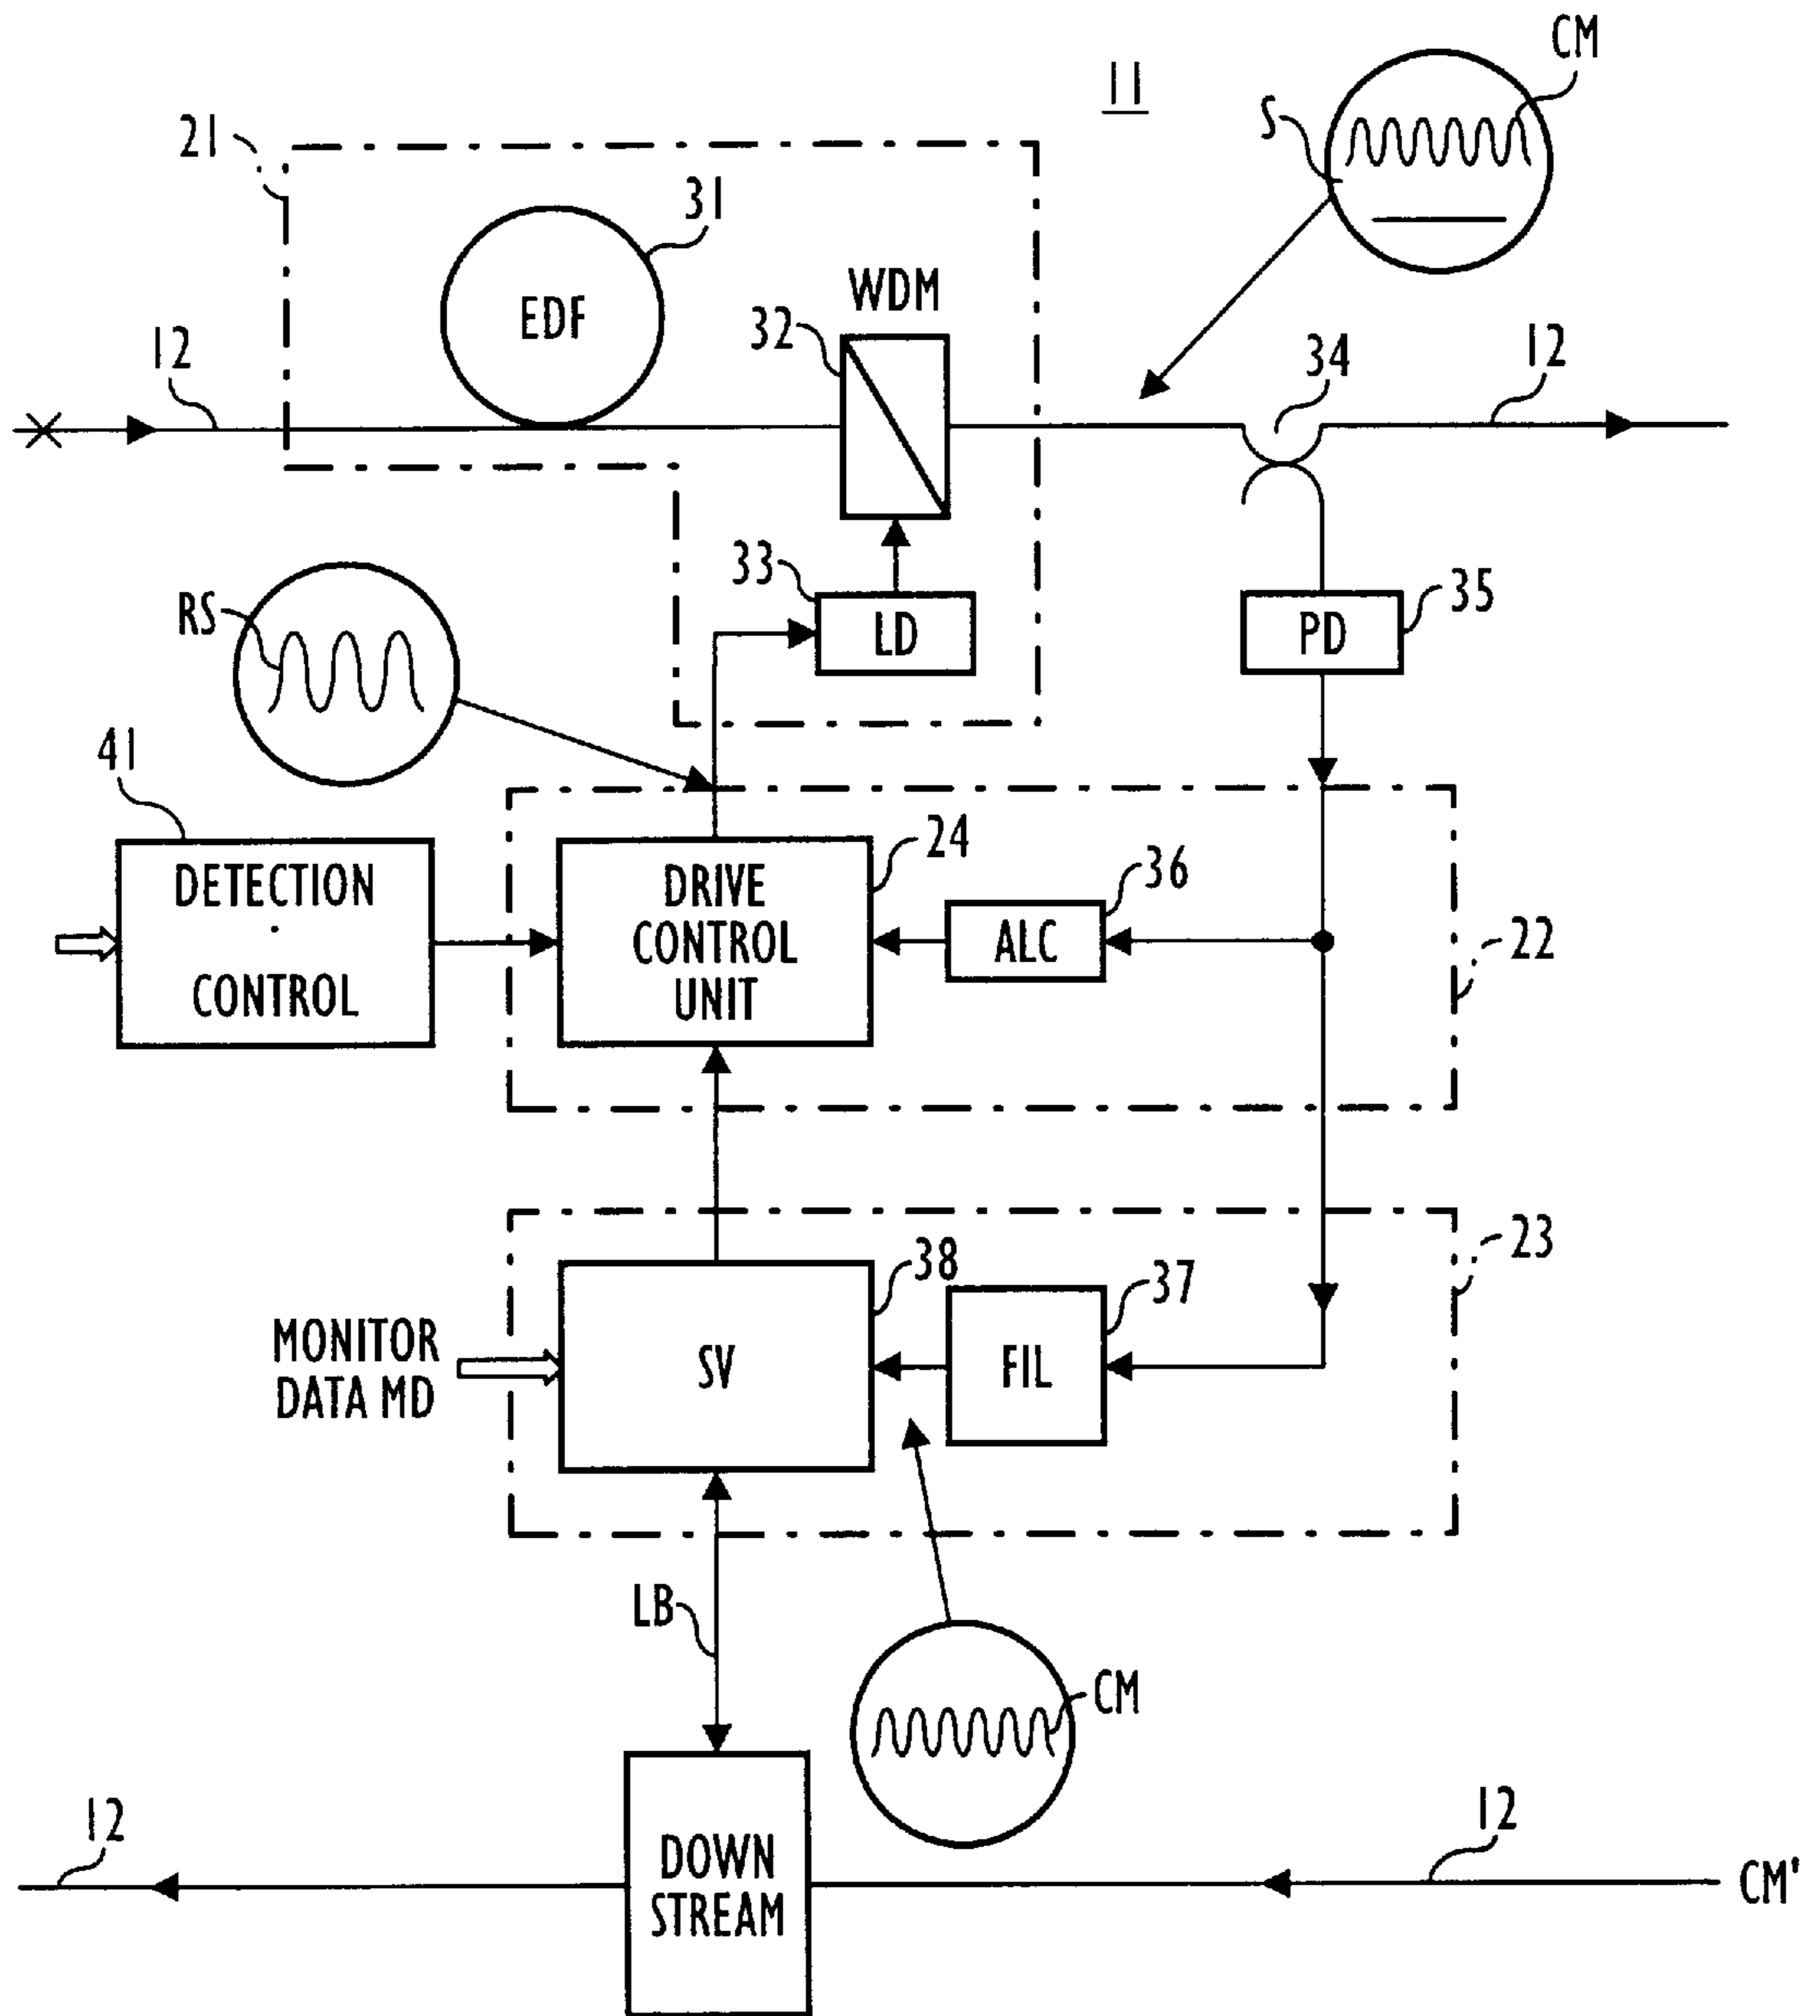 CM
11
S
21
31
EDF
WDM
32
12
34
12
33
LD
35
PD
RS
41
DETECTION
·
CONTROL
24
DRIVE
CONTROL
UNIT
36
ALC
22
23
38
SV
37
FIL
MONITOR
DATA MD
LB
CM
12
DOWN
STREAM
12
CM'